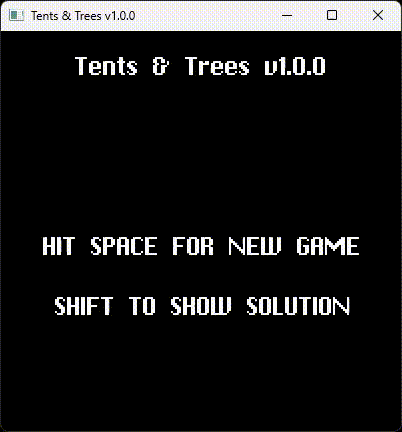 Tents & Trees v1.0.0
Tents & Trees v1.0.0
HIT SPACE FOR NEW GAME
SHIFT TO SHOW SOLUTION